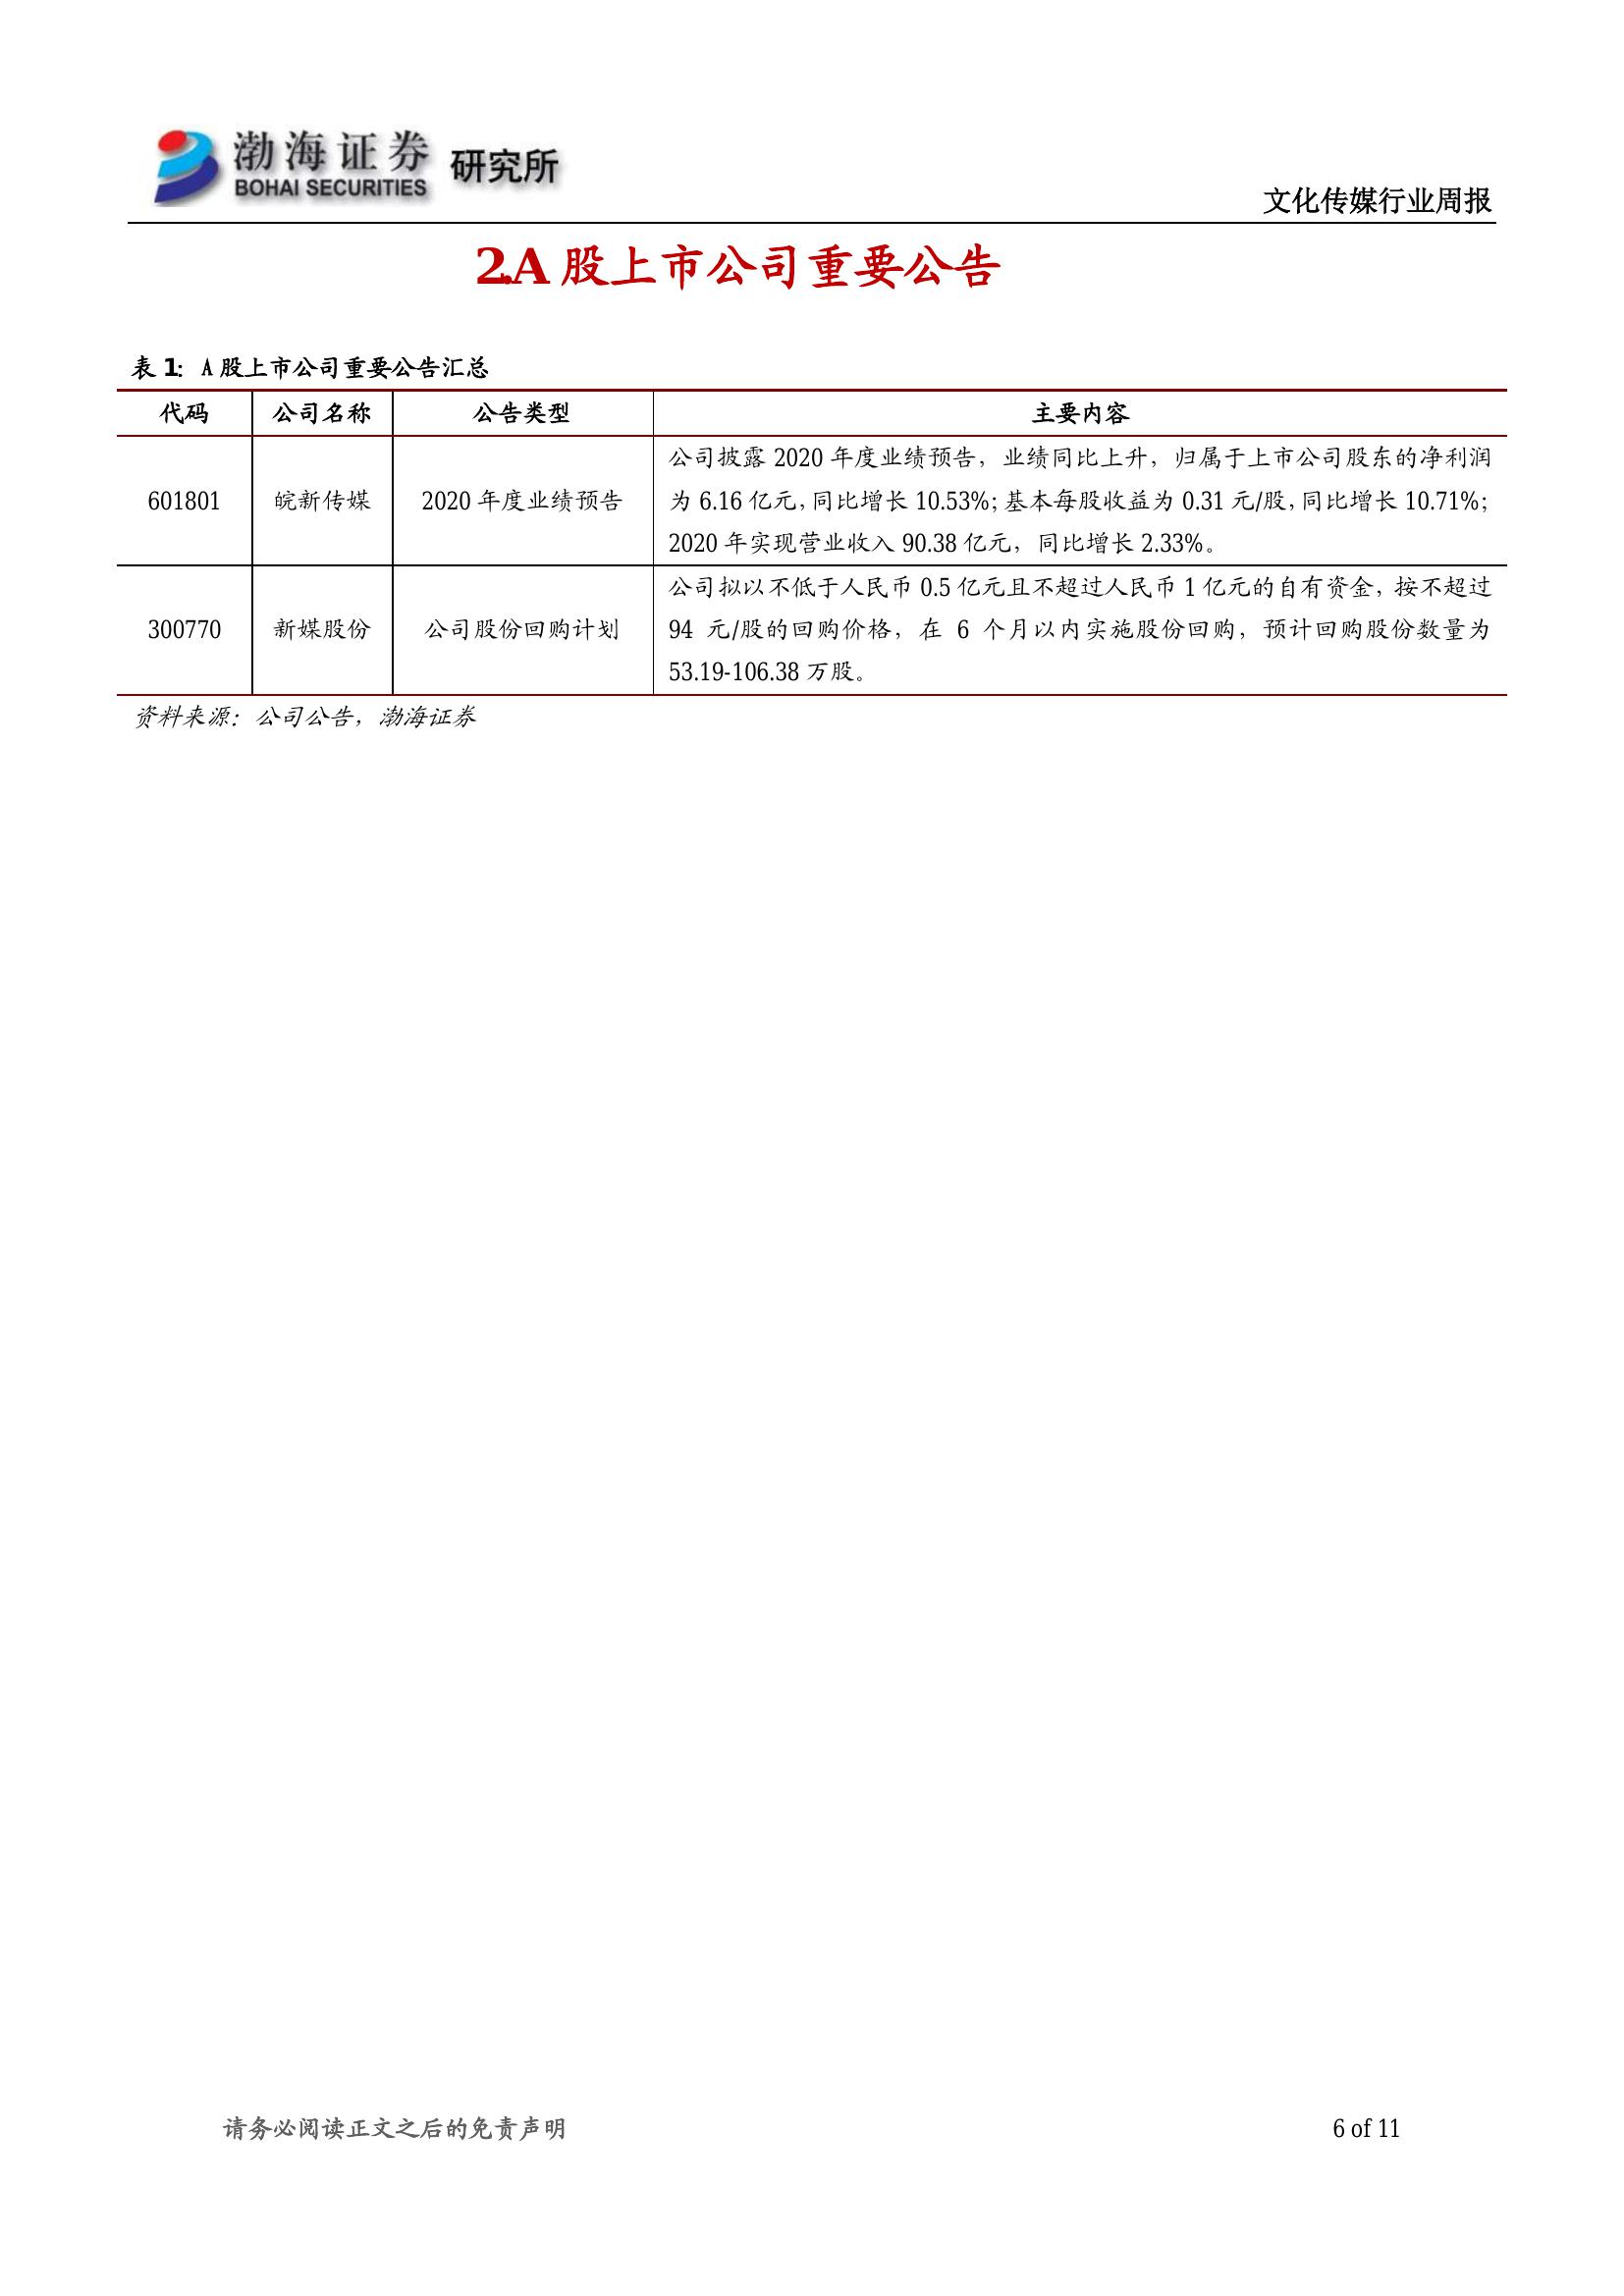 渤海证券 研究所
BOHAI SECURITIES
文化传媒行业周报
2.A 股上市公司重要公告
表 1: A 股上市公司重要公告汇总
代码 公司名称 公告类型 主要内容
601801 皖新传媒 2020 年度业绩预告 公司披露 2020 年度业绩预告，业绩同比上升，归属于上市公司股东的净利润
为 6.16 亿元，同比增长 10.53%；基本每股收益为 0.31 元/股，同比增长 10.71%；
2020 年实现营业收入 90.38 亿元，同比增长 2.33%。
300770 新媒股份 公司股份回购计划 公司拟以不低于人民币 0.5 亿元且不超过人民币 1 亿元的自有资金，按不超过
94 元/股的回购价格，在 6 个月以内实施股份回购，预计回购股份数量为
53.19-106.38 万股。
资料来源：公司公告，渤海证券
请务必阅读正文之后的免责声明 6 of 11